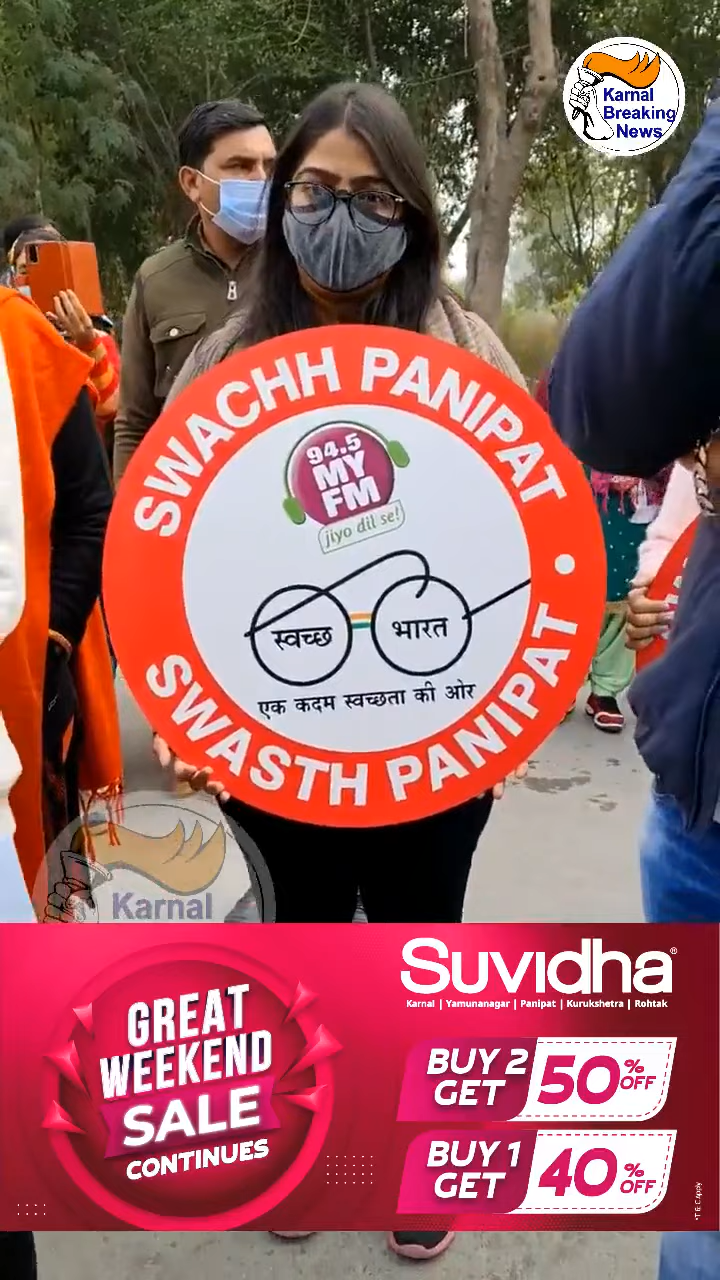 Karnal
Breaking
News
SWACHH PANIPAT
94.5
MY
FM
jiyo dil se!
स्वच्छ भारत
एक कदम स्वच्छता की ओर
SWASTH PANIPAT
Karnal
Suvidha®
Karnal | Yamunanagar | Panipat | Kurukshetra | Rohtak
GREAT
WEEKEND
SALE
CONTINUES
BUY 2
GET 50% OFF
BUY 1
GET 40% OFF
*T & C apply